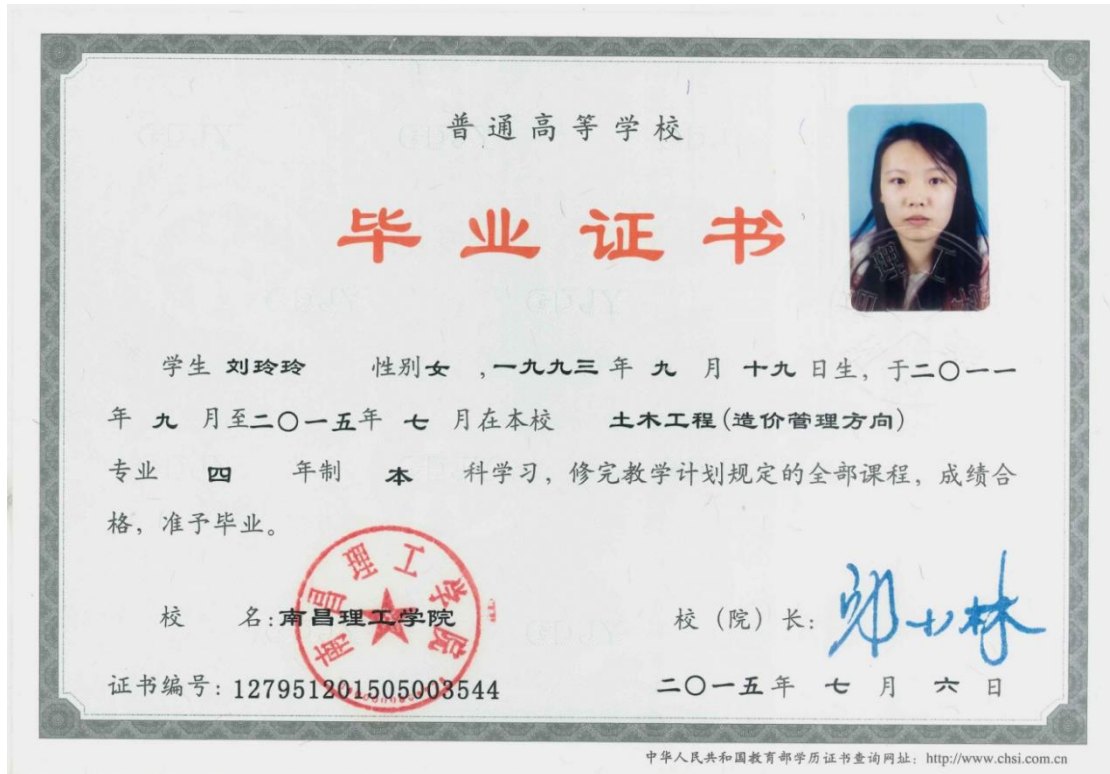 普通高等学校
毕业证书
学生 刘玲玲 性别女 ，一九九三 年 九 月 十九 日生，于二〇一一
年 九 月至二〇一五年 七 月在本校 土木工程(造价管理方向)
专业 四 年制 本 科学习，修完教学计划规定的全部课程，成绩合
格，准予毕业。
南昌理工学院
校 名:南昌理工学院
校（院）长:
证书编号: 127951201505003544
二〇一五年 七 月 六 日
中华人民共和国教育部学历证书查询网址: http://www.chsi.com.cn